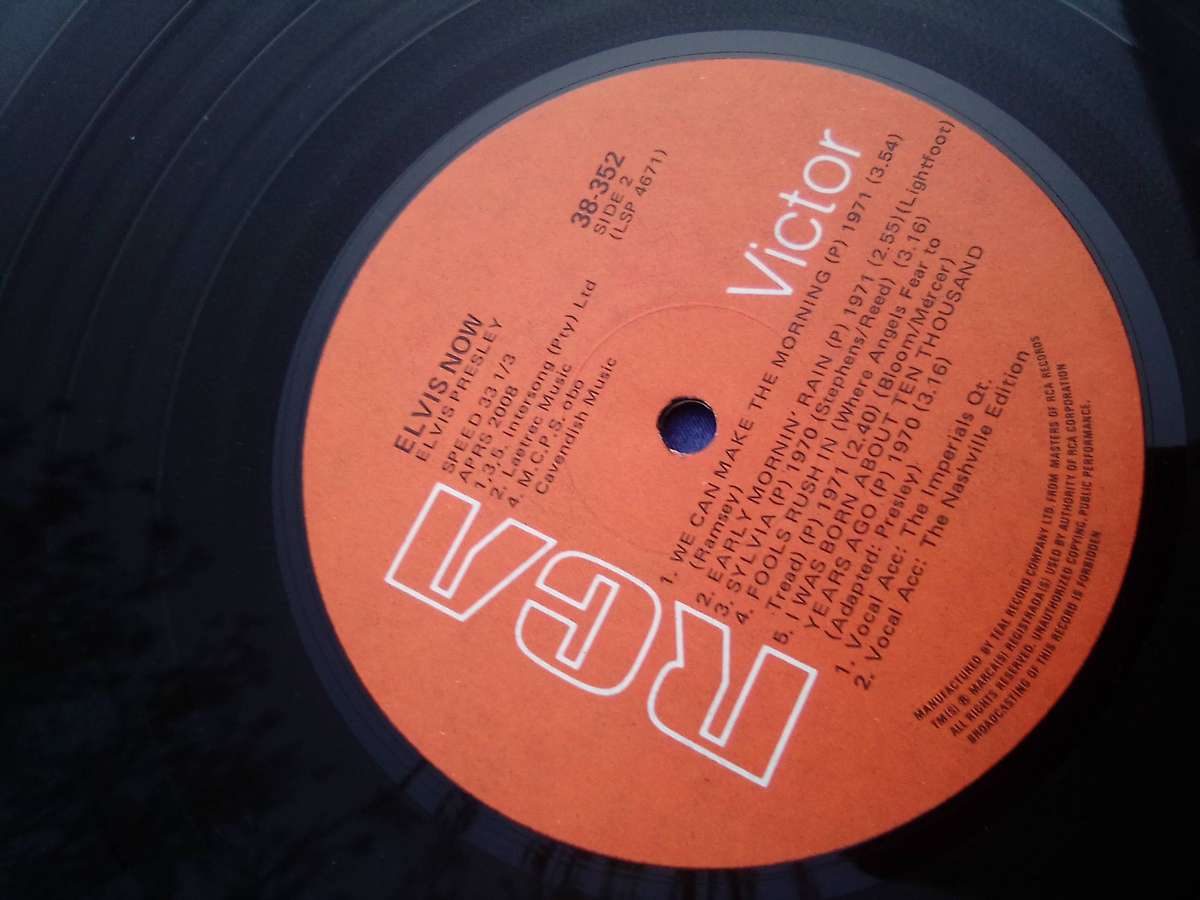 RCA
Victor
ELVIS NOW
ELVIS PRESLEY
SPEED 33 1/3
APRS 2008
1.3.5. Intersong (Pty) Ltd
2. Laetrec Music
4. M.C.P.S. obo
Cavendish Music
38-352
SIDE 2
(LSP 4671)
1. WE CAN MAKE THE MORNING (P) 1971 (3.54)
(Ramsey)
2. EARLY MORNIN' RAIN (P) 1971 (2.55) (Lightfoot)
3. SYLVIA (P) 1970 (Stephens/Reed) (3.16)
4. FOOLS RUSH IN (Where Angels Fear to
Tread) (P) 1971 (2.40) (Bloom/Mercer)
5. I WAS BORN ABOUT TEN THOUSAND
YEARS AGO (P) 1970 (3.16)
(Adapted: Presley)
1. Vocal Acc: The Imperials Qt.
2. Vocal Acc: The Nashville Edition
MANUFACTURED BY TEAL RECORD COMPANY LTD. FROM MASTERS OF RCA RECORDS
TM(S) ® MARCA(S) REGISTRADA(S) USED BY AUTHORITY OF RCA CORPORATION
ALL RIGHTS RESERVED. UNAUTHORIZED COPYING, PUBLIC PERFORMANCE,
BROADCASTING OF THIS RECORD IS FORBIDDEN